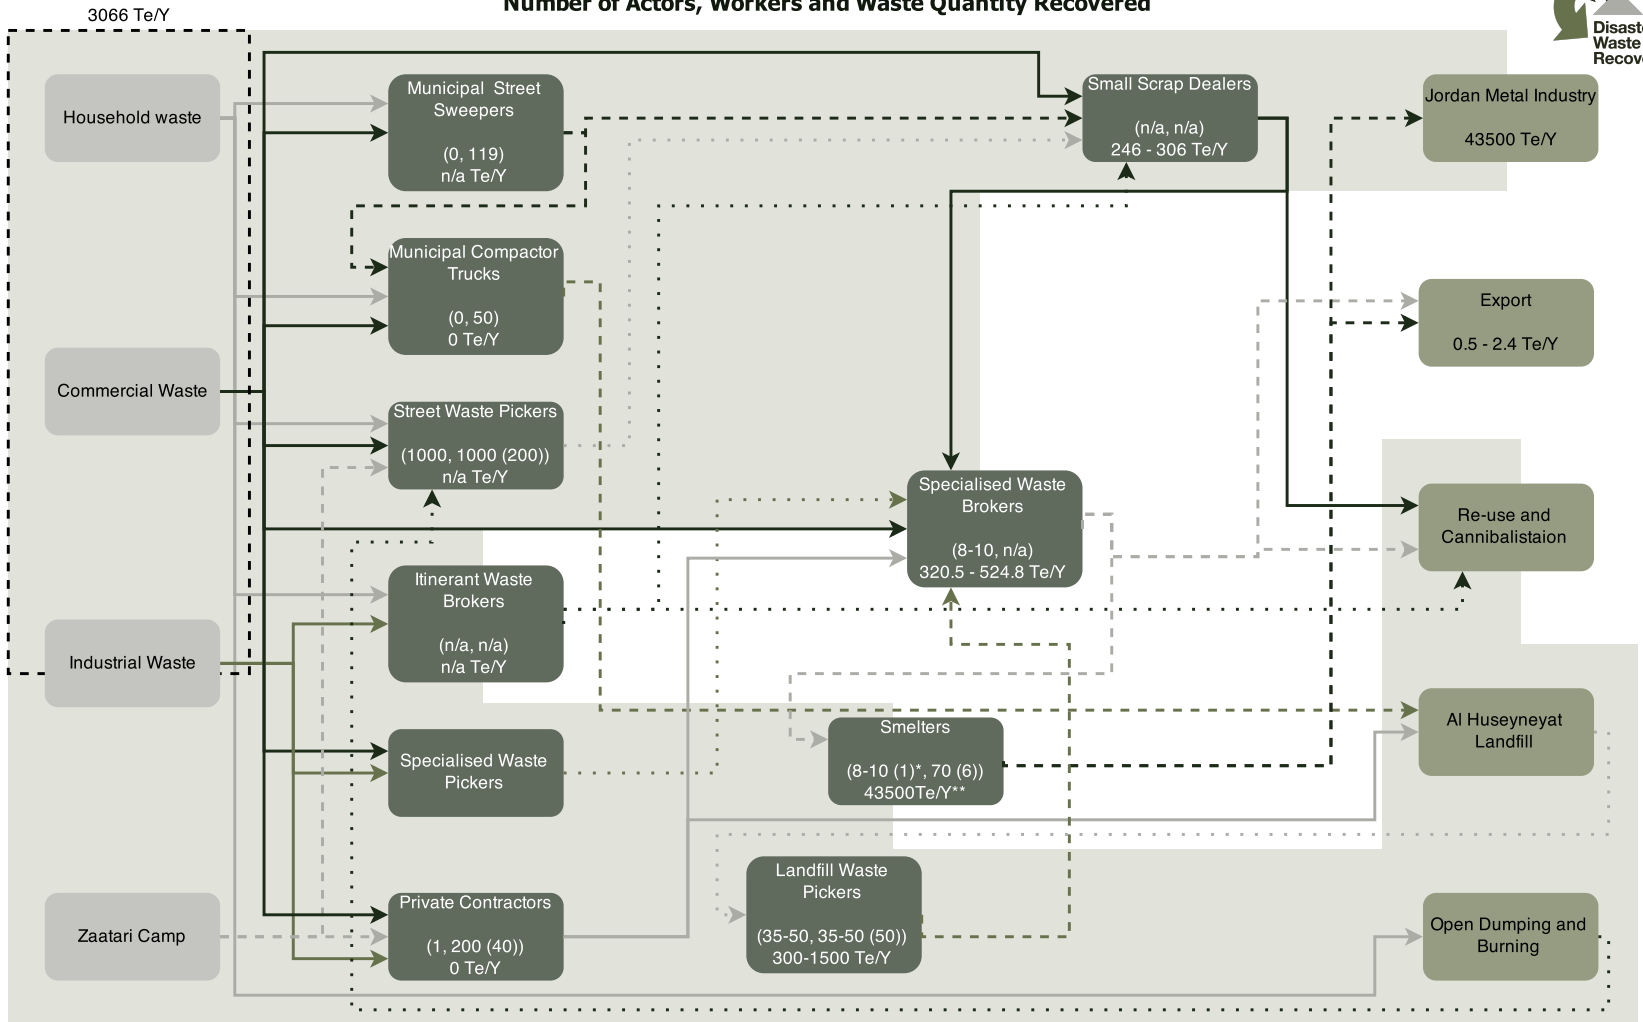 Number of Actors, Workers and Waste Quantity Recovered
3066 Te/Y
Waste
Household waste
Commercial Waste
Industrial Waste
Zaatari Camp
Municipal Street
Sweepers
(0, 119)
n/a Te/Y
Municipal Compactor
Trucks
(0, 50)
0 Te/Y
Street Waste Pickers
(1000, 1000 (200))
n/a Te/Y
Itinerant Waste
Brokers
(n/a, n/a)
n/a Te/Y
Specialised Waste
Pickers
Private Contractors
(1, 200 (40))
0 Te/Y
Small Scrap Dealers
(n/a, n/a)
246 - 306 Te/Y
Specialised Waste
Brokers
(8-10, n/a)
320.5 - 524.8 Te/Y
Smelters
(8-10 (1)*, 70 (6))
43500Te/Y**
Landfill Waste
Pickers
(35-50, 35-50 (50))
300-1500 Te/Y
Jordan Metal Industry
43500 Te/Y
Export
0.5 - 2.4 Te/Y
Re-use and
Cannibalistaion
Al Huseyneyat
Landfill
Open Dumping and
Burning